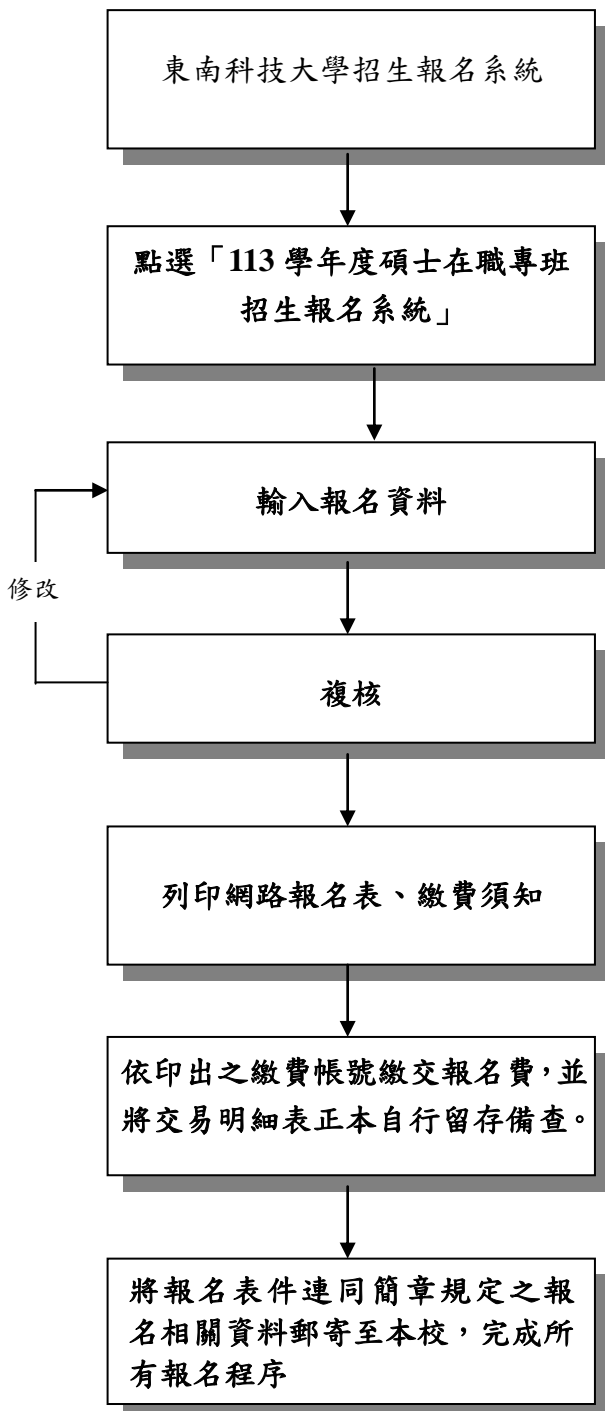 東南科技大學招生報名系統
點選「113 學年度碩士在職專班
招生報名系統」
輸入報名資料
修改
複核
列印網路報名表、繳費須知
依印出之繳費帳號繳交報名費，並
將交易明細表正本自行留存備查。
將報名表件連同簡章規定之報
名相關資料郵寄至本校，完成所
有報名程序